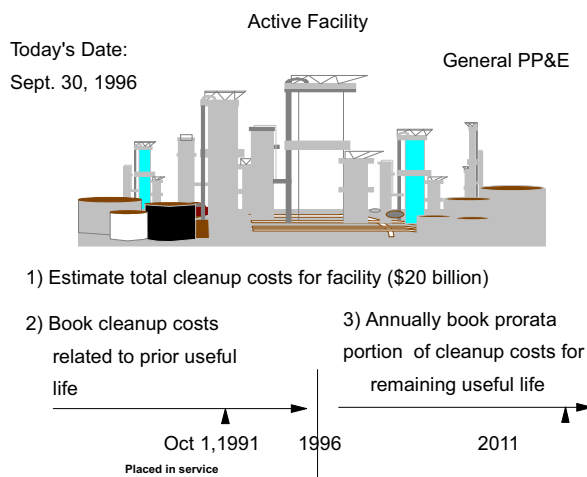 Active Facility
Today's Date:
Sept. 30, 1996
General PP&E
1) Estimate total cleanup costs for facility ($20 billion)
2) Book cleanup costs
related to prior useful
life
3) Annually book prorata
portion of cleanup costs for
remaining useful life
Oct 1,1991
1996
2011
Placed in service